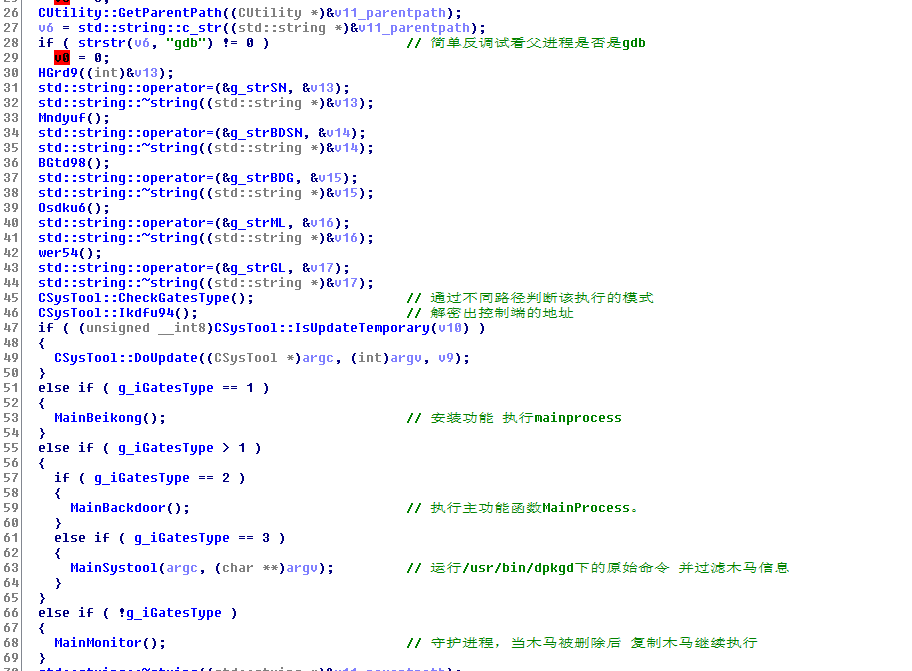 26 CUtility::GetParentPath((CUtility *)&v11_parentpath);
27 v6 = std::string::c_str((std::string *)&v11_parentpath);
28 if ( strstr(v6, "gdb") != 0 ) // 简单反调试看父进程是否是gdb
29 v0 = 0;
30 HGrd9((int)&v13);
31 std::string::operator=(&g_strSN, &v13);
32 std::string::~string((std::string *)&v13);
33 Mndyuf();
34 std::string::operator=(&g_strBDSN, &v14);
35 std::string::~string((std::string *)&v14);
36 BGtd98();
37 std::string::operator=(&g_strBDG, &v15);
38 std::string::~string((std::string *)&v15);
39 Osdku6();
40 std::string::operator=(&g_strML, &v16);
41 std::string::~string((std::string *)&v16);
42 wer54();
43 std::string::operator=(&g_strGL, &v17);
44 std::string::~string((std::string *)&v17);
45 CSysTool::CheckGatesType(); // 通过不同路径判断该执行的模式
46 CSysTool::Ikdfu94(); // 解密出控制端的地址
47 if ( (unsigned __int8)CSysTool::IsUpdateTemporary(v10) )
48 {
49 CSysTool::DoUpdate((CSysTool *)argc, (int)argv, v9);
50 }
51 else if ( g_iGatesType == 1 )
52 {
53 MainBeikong(); // 安装功能 执行mainprocess
54 }
55 else if ( g_iGatesType > 1 )
56 {
57 if ( g_iGatesType == 2 )
58 {
59 MainBackdoor(); // 执行主功能函数MainProcess。
60 }
61 else if ( g_iGatesType == 3 )
62 {
63 MainSystool(argc, (char **)argv); // 运行/usr/bin/dpkgd下的原始命令 并过滤木马信息
64 }
65 }
66 else if ( !g_iGatesType )
67 {
68 MainMonitor(); // 守护进程，当木马被删除后 复制木马继续执行
69 }